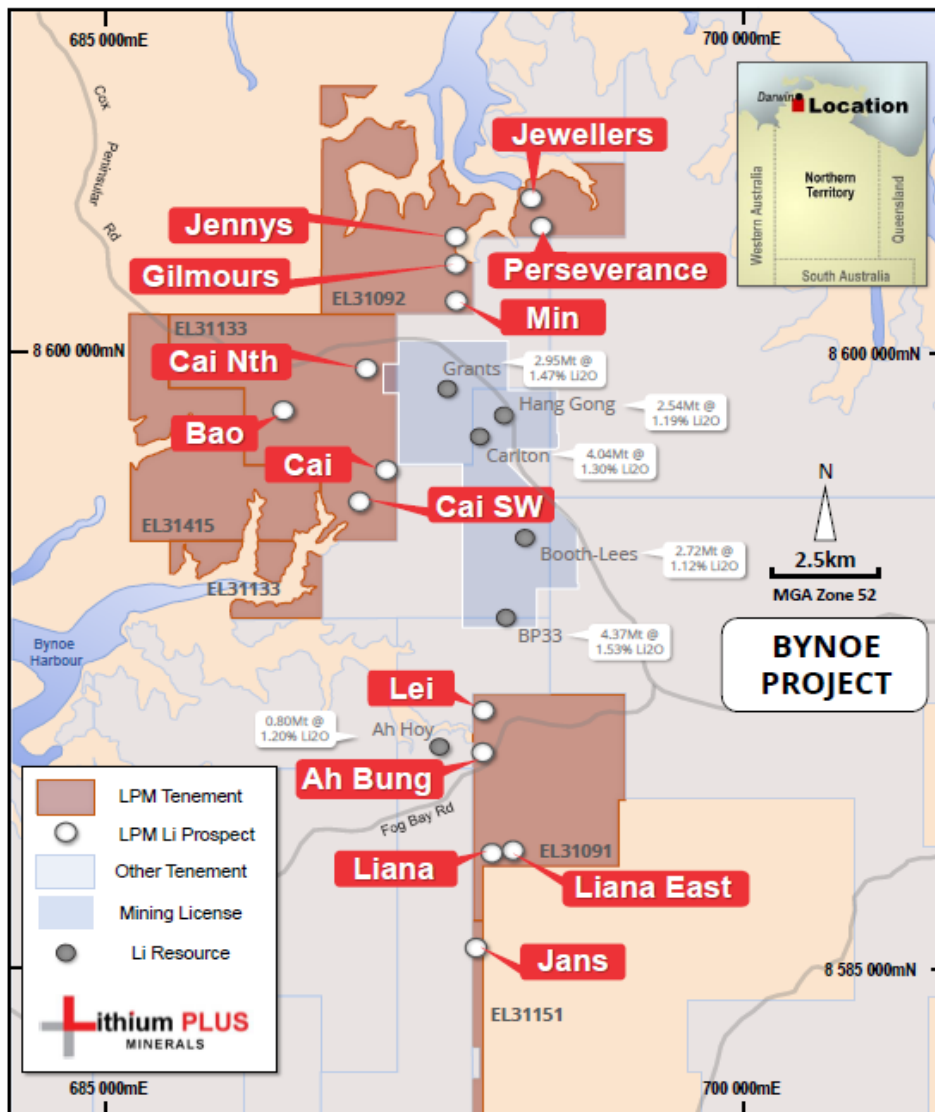 685 000mE
700 000mE
Cox Peninsular Rd
Darwin
Location
Western Australia
Northern
Territory
Queensland
South Australia
Jewellers
Jennys
Perseverance
Gilmours
EL31092
Min
EL31133
8 600 000mN
8 600 000mN
Cai Nth
Grants
2.95Mt @
1.47% Li2O
Hang Gong
2.54Mt @
1.19% Li2O
Bao
Carlton
4.04Mt @
1.30% Li2O
Cai
Cai SW
N
2.5km
MGA Zone 52
EL31415
Booth-Lees
2.72Mt @
1.12% Li2O
EL31133
BP33
4.37Mt @
1.53% Li2O
Bynoe
Harbour
BYNOE
PROJECT
Lei
0.80Mt @
1.20% Li2O
Ah Hoy
Ah Bung
Fog Bay Rd
EL31091
Liana
Liana East
Jans
8 585 000mN
EL31151
LPM Tenement
LPM Li Prospect
Other Tenement
Mining License
Li Resource
Lithium PLUS
MINERALS
685 000mE
700 000mE